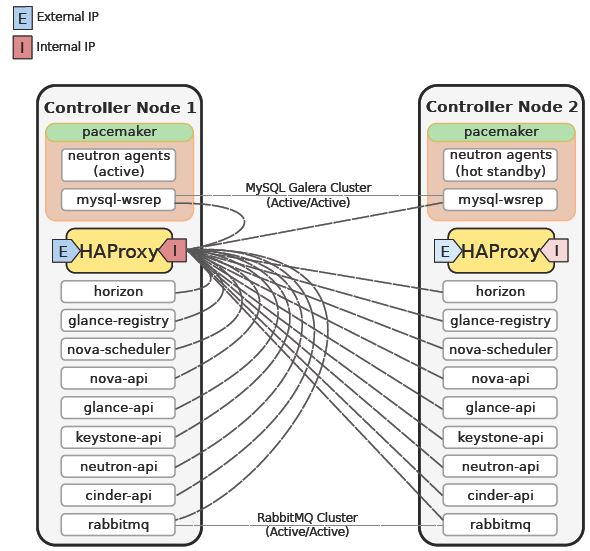 E External IP
I Internal IP
Controller Node 1
pacemaker
neutron agents
(active)
mysql-wsrep
E HAProxy I
horizon
glance-registry
nova-scheduler
nova-api
glance-api
keystone-api
neutron-api
cinder-api
rabbitmq
MySQL Galera Cluster
(Active/Active)
RabbitMQ Cluster
(Active/Active)
Controller Node 2
pacemaker
neutron agents
(hot standby)
mysql-wsrep
E HAProxy I
horizon
glance-registry
nova-scheduler
nova-api
glance-api
keystone-api
neutron-api
cinder-api
rabbitmq